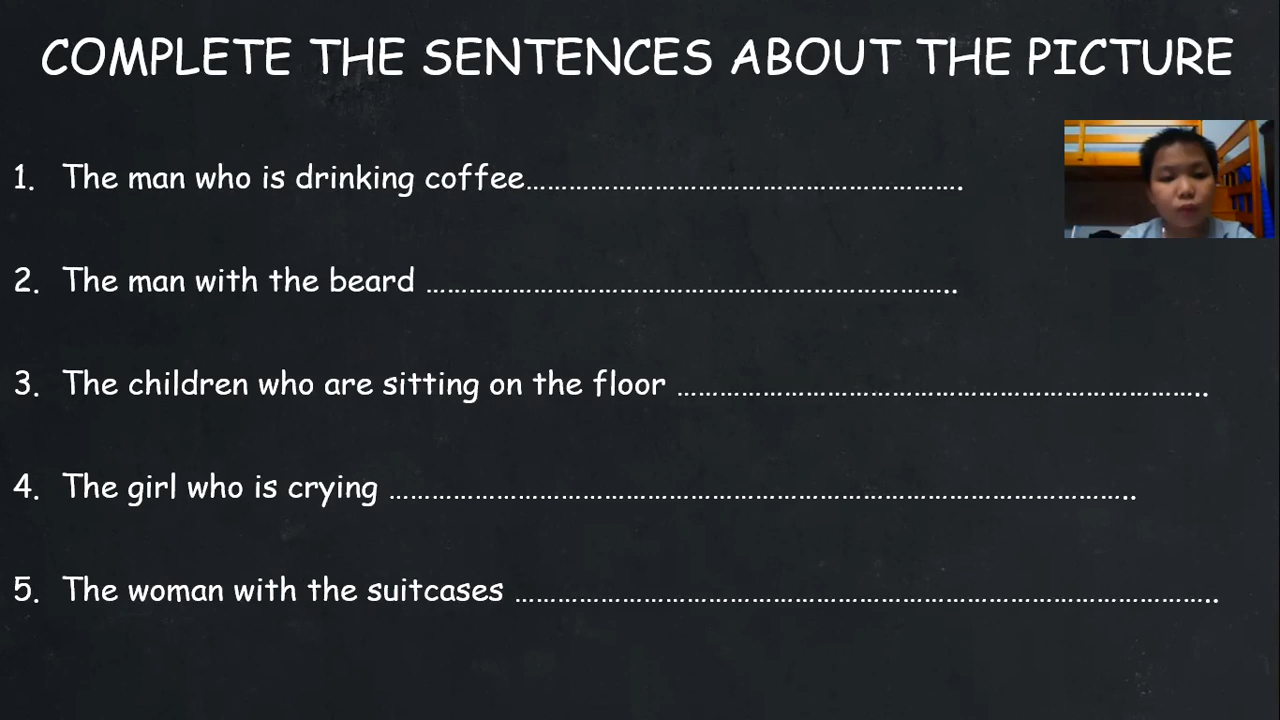 COMPLETE THE SENTENCES ABOUT THE PICTURE
1. The man who is drinking coffee……………………………………………………….
2. The man with the beard …………………………………………………………………..
3. The children who are sitting on the floor …………………………………………………………………..
4. The girl who is crying ………………………………………………………………………………………………..
5. The woman with the suitcases …………………………………………………………………………………………..